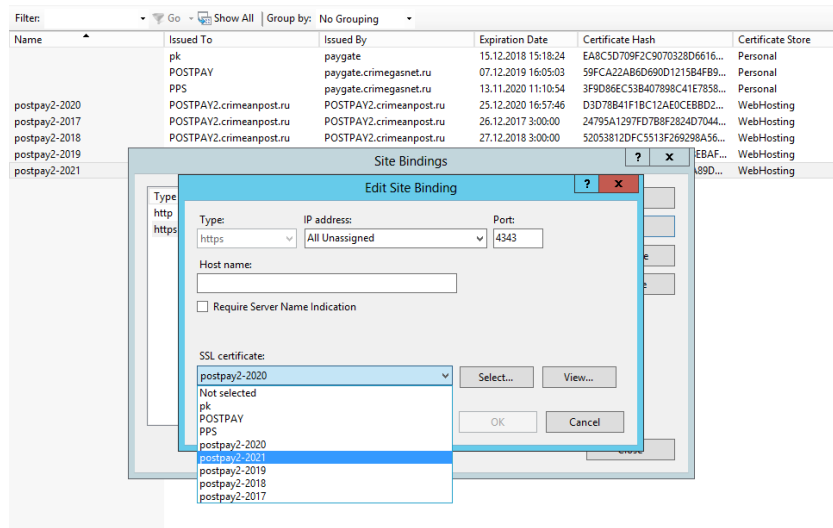 Filter: Go Show All Group by: No Grouping
Name Issued To Issued By Expiration Date Certificate Hash Certificate Store
pk paygate 15.12.2018 15:18:24 EA8C5D709F2C9070328D6616... Personal
POSTPAY paygate.crimegasnet.ru 07.12.2019 16:05:03 59FCA22AB6D690D1215B4FB9... Personal
PPS paygate.crimegasnet.ru 13.11.2020 11:10:54 3F9D86EC53B407898C41E7858... Personal
postpay2-2020 POSTPAY2.crimeanpost.ru POSTPAY2.crimeanpost.ru 25.12.2020 16:57:46 D3D78B41F1BC12AE0CEBBD2... WebHosting
postpay2-2017 POSTPAY2.crimeanpost.ru POSTPAY2.crimeanpost.ru 26.12.2017 3:00:00 24795A1297FD7B8F2824D7044... WebHosting
postpay2-2018 POSTPAY2.crimeanpost.ru POSTPAY2.crimeanpost.ru 27.12.2018 3:00:00 52053812DFC5513F269298A56... WebHosting
postpay2-2019 EBAF... WebHosting
postpay2-2021 A89D... WebHosting
Site Bindings ? x
Type
http
https
Edit Site Binding ? x
Type: IP address: Port:
https All Unassigned 4343
Host name:
Require Server Name Indication
SSL certificate:
postpay2-2020 Select... View...
Not selected
pk
POSTPAY
PPS
postpay2-2020
postpay2-2021
postpay2-2019
postpay2-2018
postpay2-2017
OK Cancel